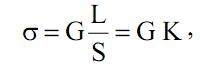 σ = G L/S = G K,